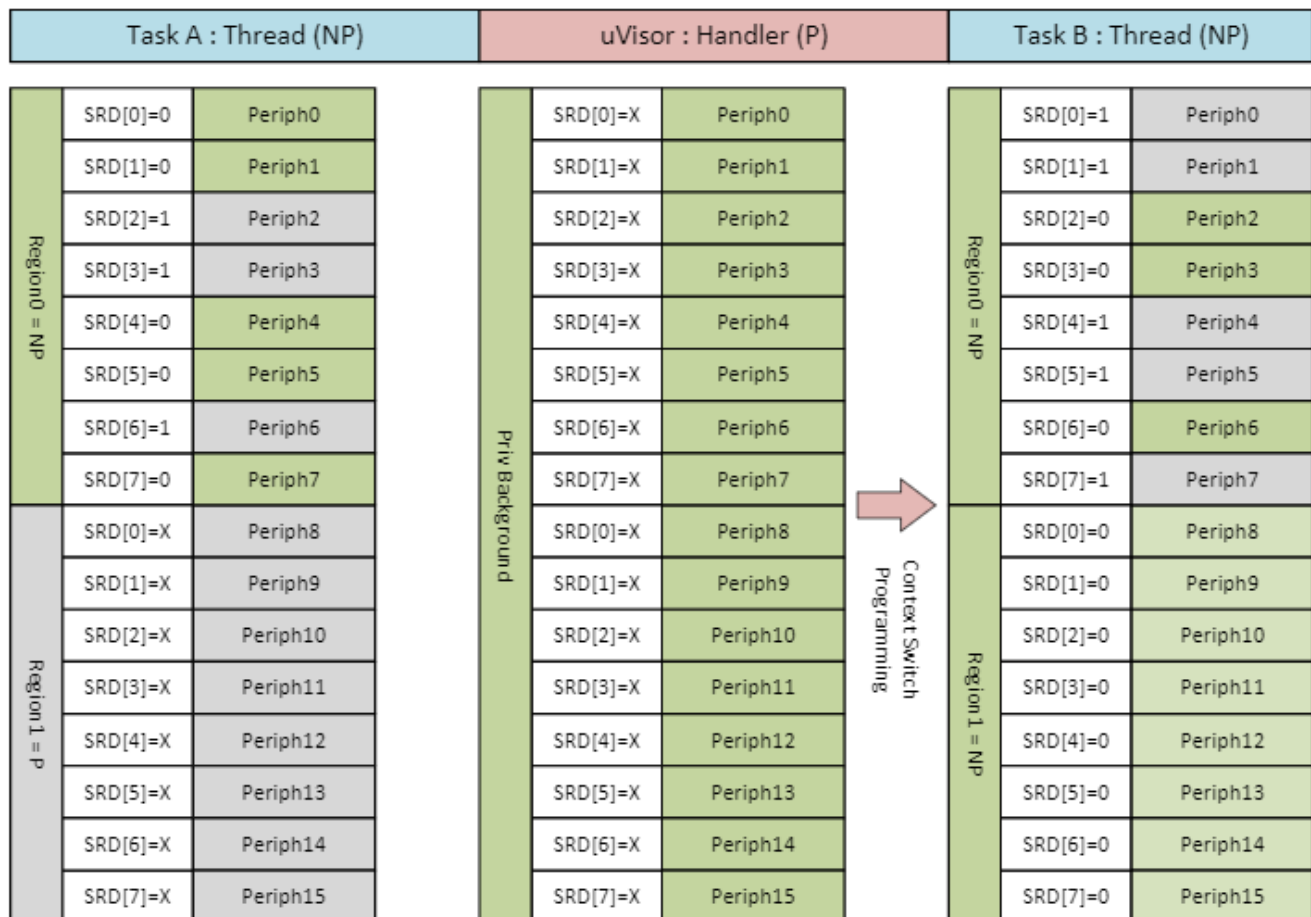 Task A : Thread (NP)
uVisor : Handler (P)
Task B : Thread (NP)
Region0 = NP
SRD[0]=0 Periph0
SRD[1]=0 Periph1
SRD[2]=1 Periph2
SRD[3]=1 Periph3
SRD[4]=0 Periph4
SRD[5]=0 Periph5
SRD[6]=1 Periph6
SRD[7]=0 Periph7
Region1 = P
SRD[0]=X Periph8
SRD[1]=X Periph9
SRD[2]=X Periph10
SRD[3]=X Periph11
SRD[4]=X Periph12
SRD[5]=X Periph13
SRD[6]=X Periph14
SRD[7]=X Periph15
Priv Background
SRD[0]=X Periph0
SRD[1]=X Periph1
SRD[2]=X Periph2
SRD[3]=X Periph3
SRD[4]=X Periph4
SRD[5]=X Periph5
SRD[6]=X Periph6
SRD[7]=X Periph7
SRD[0]=X Periph8
SRD[1]=X Periph9
SRD[2]=X Periph10
SRD[3]=X Periph11
SRD[4]=X Periph12
SRD[5]=X Periph13
SRD[6]=X Periph14
SRD[7]=X Periph15
Context Switch
Programming
Region0 = NP
SRD[0]=1 Periph0
SRD[1]=1 Periph1
SRD[2]=0 Periph2
SRD[3]=0 Periph3
SRD[4]=1 Periph4
SRD[5]=1 Periph5
SRD[6]=0 Periph6
SRD[7]=1 Periph7
Region1 = NP
SRD[0]=0 Periph8
SRD[1]=0 Periph9
SRD[2]=0 Periph10
SRD[3]=0 Periph11
SRD[4]=0 Periph12
SRD[5]=0 Periph13
SRD[6]=0 Periph14
SRD[7]=0 Periph15